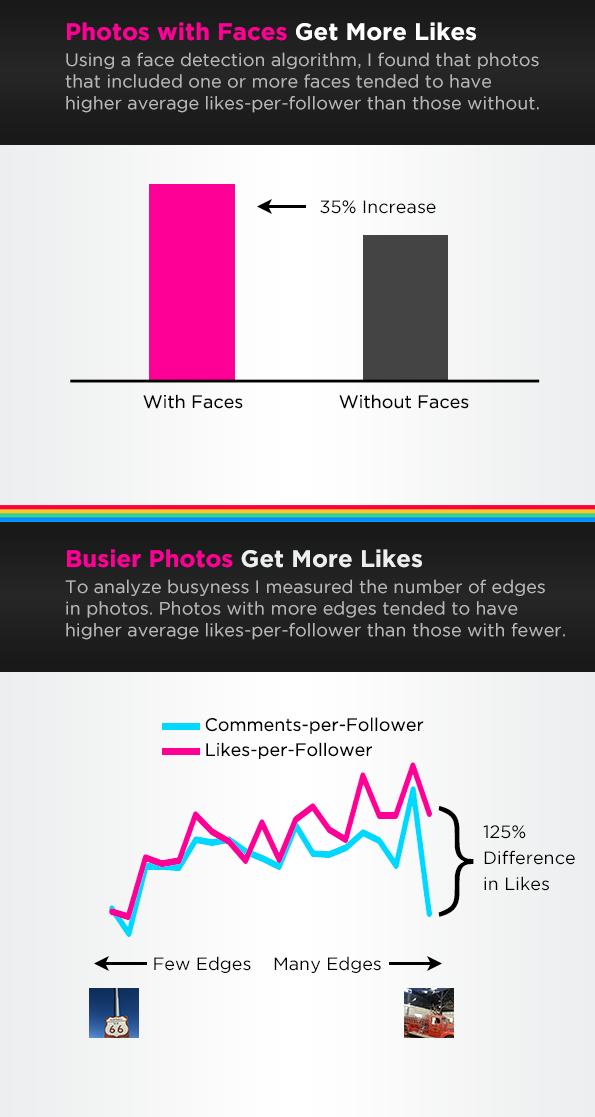 Photos with Faces Get More Likes
Using a face detection algorithm, I found that photos
that included one or more faces tended to have
higher average likes-per-follower than those without.
35% Increase
With Faces
Without Faces
Busier Photos Get More Likes
To analyze busyness I measured the number of edges
in photos. Photos with more edges tended to have
higher average likes-per-follower than those with fewer.
Comments-per-Follower
Likes-per-Follower
125%
Difference
in Likes
Few Edges
Many Edges
66